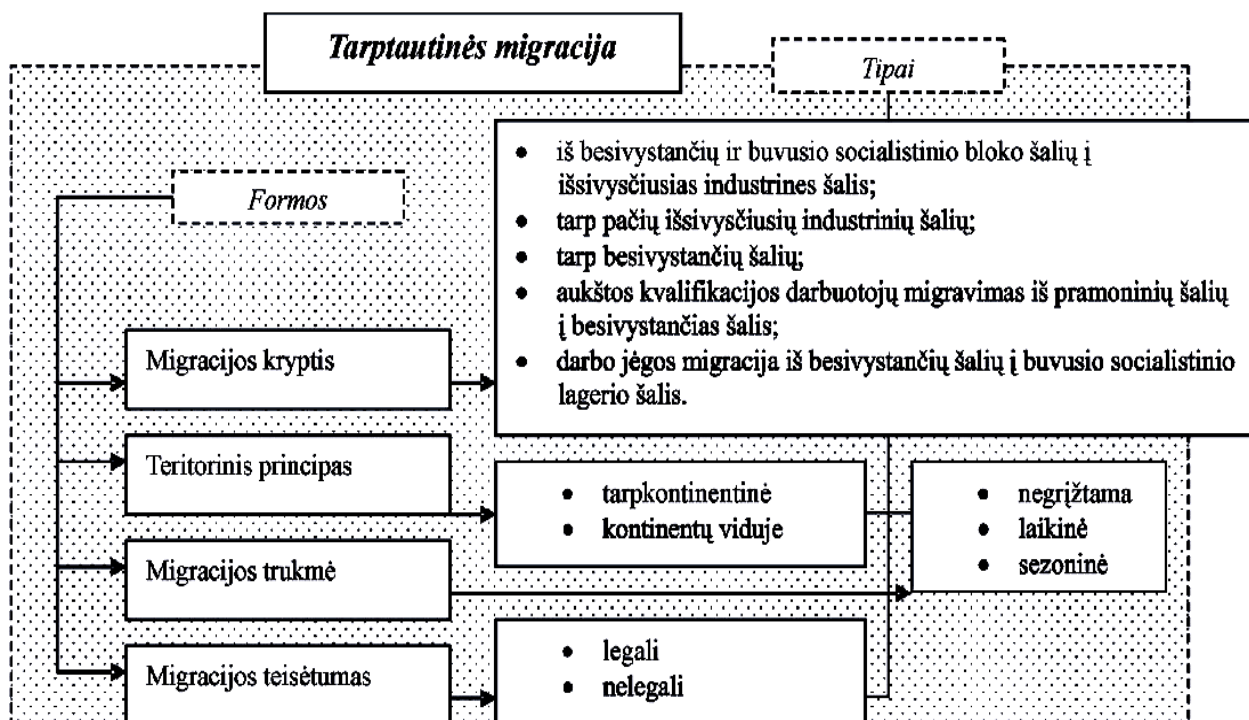 Tarptautinės migracija
Tipai
Formos
• iš besivystančių ir buvusio socialistinio bloko šalių į
išsivysčiusias industrines šalis;
• tarp pačių išsivysčiusių industrinių šalių;
• tarp besivystančių šalių;
• aukštos kvalifikacijos darbuotojų migravimas iš pramoninių šalių
į besivystančias šalis;
• darbo jėgos migracija iš besivystančių šalių į buvusio socialistinio
lagerio šalis.
Migracijos kryptis
Teritorinis principas
• tarpkontinentinė
• kontinentų viduje
• negrįžtama
• laikinė
• sezoninė
Migracijos trukmė
Migracijos teisėtumas
• legali
• nelegali